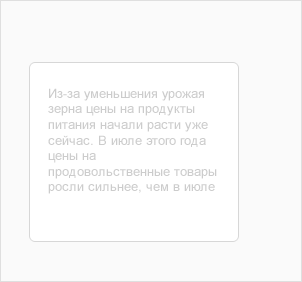 Из-за уменьшения урожая
зерна цены на продукты
питания начали расти уже
сейчас. В июле этого года
цены на
продовольственные товары
росли сильнее, чем в июле